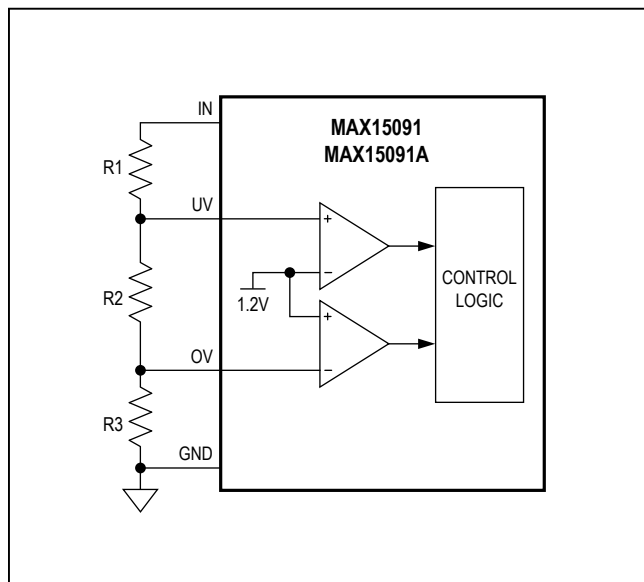 IN
MAX15091
MAX15091A
R1
UV
+
−
1.2V
R2
+
−
CONTROL
LOGIC
OV
R3
GND